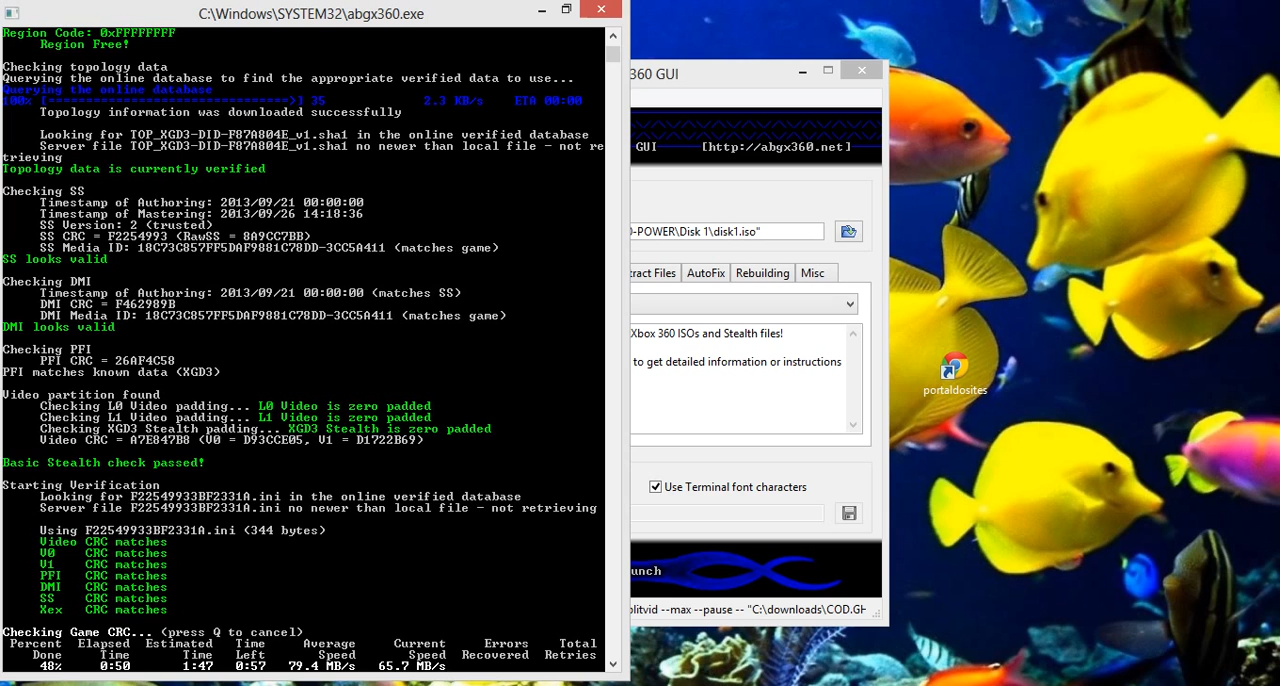 C:\Windows\SYSTEM32\abgx360.exe
Region Code: 0xFFFFFFFF
Region Free!
Checking topology data
Querying the online database to find the appropriate verified data to use...
Querying the online database
100% [================================>] 35 2.3 KB/s ETA 00:00
Topology information was downloaded successfully
Looking for TOP_XGD3-DID-F87A804E_v1.sha1 in the online verified database
Server file TOP_XGD3-DID-F87A804E_v1.sha1 no newer than local file - not re
trieving
Topology data is currently verified
Checking SS
Timestamp of Authoring: 2013/09/21 00:00:00
Timestamp of Mastering: 2013/09/26 14:18:36
SS Version: 2 (trusted)
SS CRC = F2254993 (RawSS = 8A9CC7BB)
SS Media ID: 18C73C857FF5DAF9881C78DD-3CC5A411 (matches game)
SS looks valid
Checking DMI
Timestamp of Authoring: 2013/09/21 00:00:00 (matches SS)
DMI CRC = F462989B
DMI Media ID: 18C73C857FF5DAF9881C78DD-3CC5A411 (matches game)
DMI looks valid
Checking PFI
PFI CRC = 26AF4C58
PFI matches known data (XGD3)
Video partition found
Checking L0 Video padding... L0 Video is zero padded
Checking L1 Video padding... L1 Video is zero padded
Checking XGD3 Stealth padding... XGD3 Stealth is zero padded
Video CRC = A7E847B8 (V0 = D93CCE05, V1 = D1722B69)
Basic Stealth check passed!
Starting Verification
Looking for F22549933BF2331A.ini in the online verified database
Server file F22549933BF2331A.ini no newer than local file - not retrieving
Using F22549933BF2331A.ini (344 bytes)
Video CRC matches
V0 CRC matches
V1 CRC matches
PFI CRC matches
DMI CRC matches
SS CRC matches
Xex CRC matches
Checking Game CRC... (press Q to cancel)
Percent Elapsed Estimated Time Average Current Errors Total
Done Time Time Left Speed Speed Recovered Retries
48% 0:50 1:47 0:57 79.4 MB/s 65.7 MB/s
360 GUI
GUI [http://abgx360.net]
O-POWER\Disk 1\disk1.iso"
tract Files AutoFix Rebuilding Misc
Xbox 360 ISOs and Stealth files!
to get detailed information or instructions
Use Terminal font characters
unch
plitvid --max --pause -- "C:\downloads\COD.GH
portaldosites